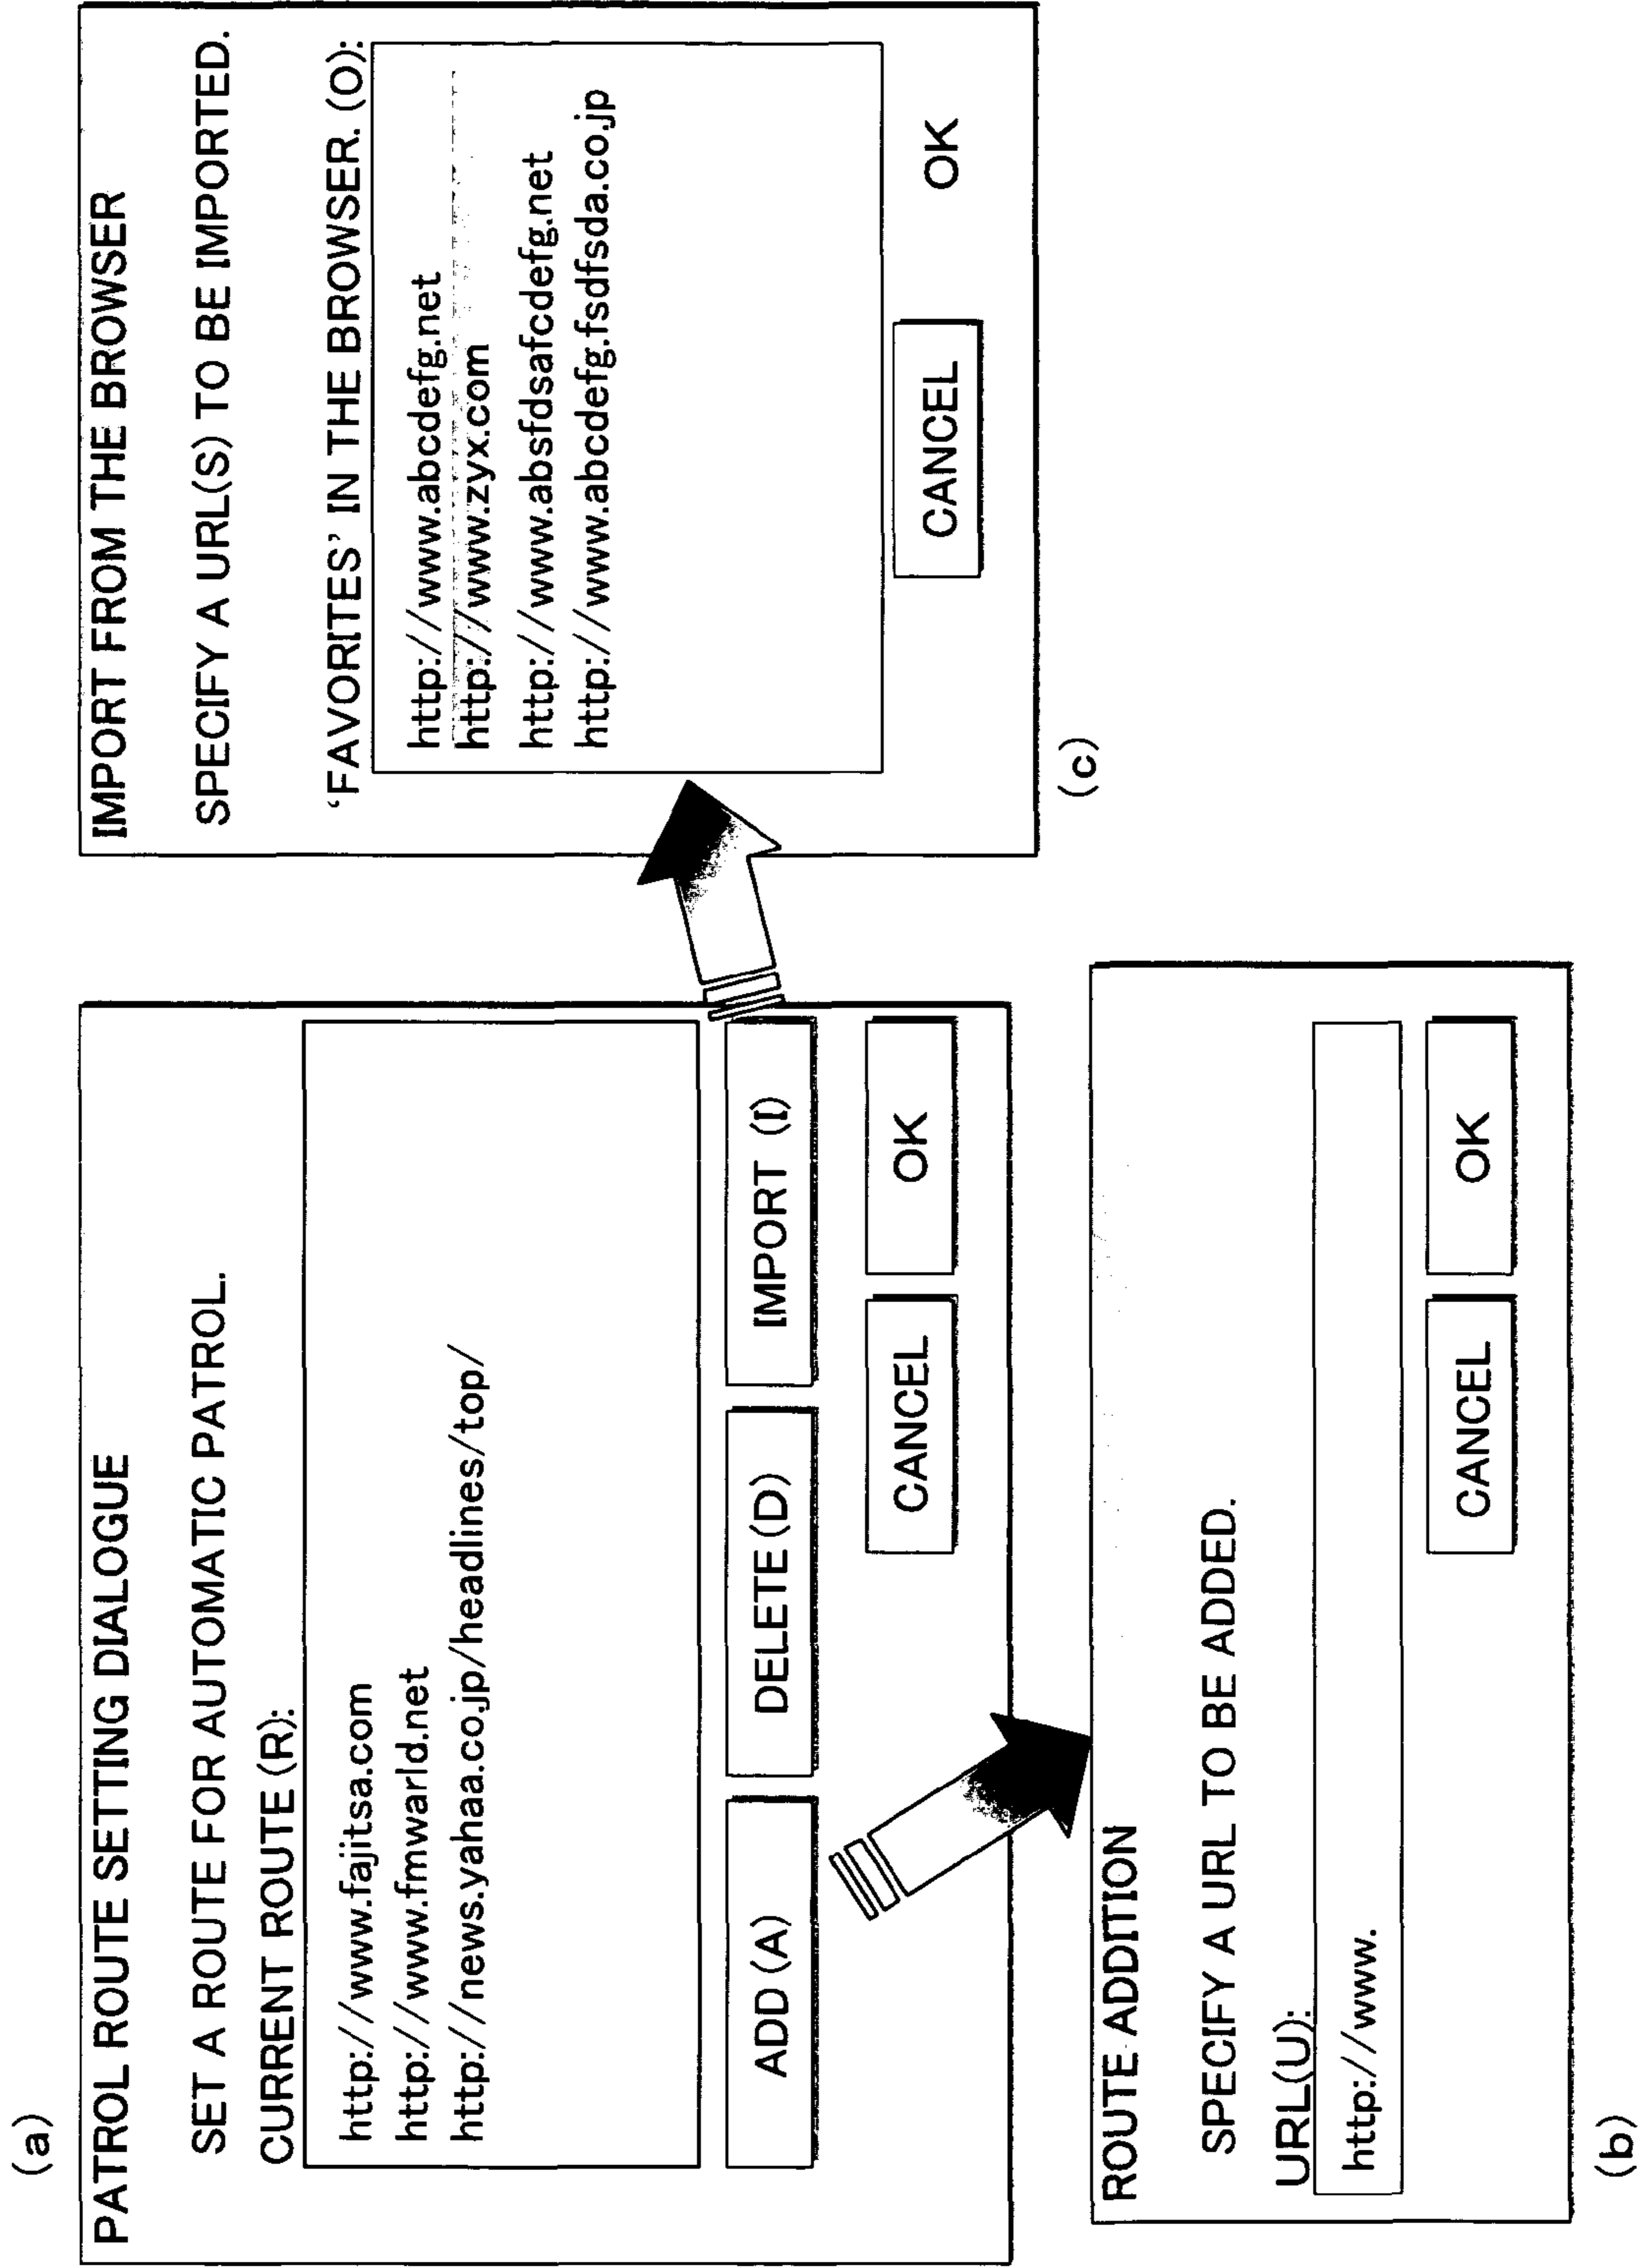 (a)
PATROL ROUTE SETTING DIALOGUE
SET A ROUTE FOR AUTOMATIC PATROL.
CURRENT ROUTE (R):
http://www.fajitsa.com
http://www.fmwarld.net
http://news.yahaa.co.jp/headlines/top/
ADD (A)
DELETE (D)
IMPORT (I)
CANCEL
OK
ROUTE ADDITION
SPECIFY A URL TO BE ADDED.
URL(U):
http://www.
CANCEL
OK
(b)
IMPORT FROM THE BROWSER
SPECIFY A URL(S) TO BE IMPORTED.
‘FAVORITES’ IN THE BROWSER. (O):
http://www.abcdefg.net
http://www.zyx.com
http://www.absfdsafcdefg.net
http://www.abcdefg.fsdfsda.co.jp
CANCEL
OK
(c)